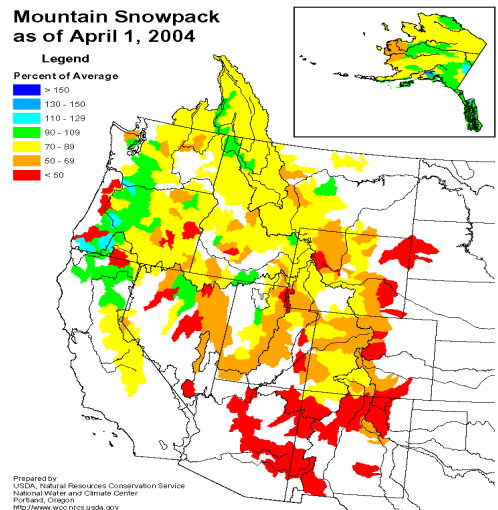 Mountain Snowpack
as of April 1, 2004
Legend
Percent of Average
> 150
130 - 150
110 - 129
90 - 109
70 - 89
50 - 69
< 50
Prepared by
USDA, Natural Resources Conservation Service
National Water and Climate Center
Portland, Oregon
http://www.wcc.nrcs.usda.gov